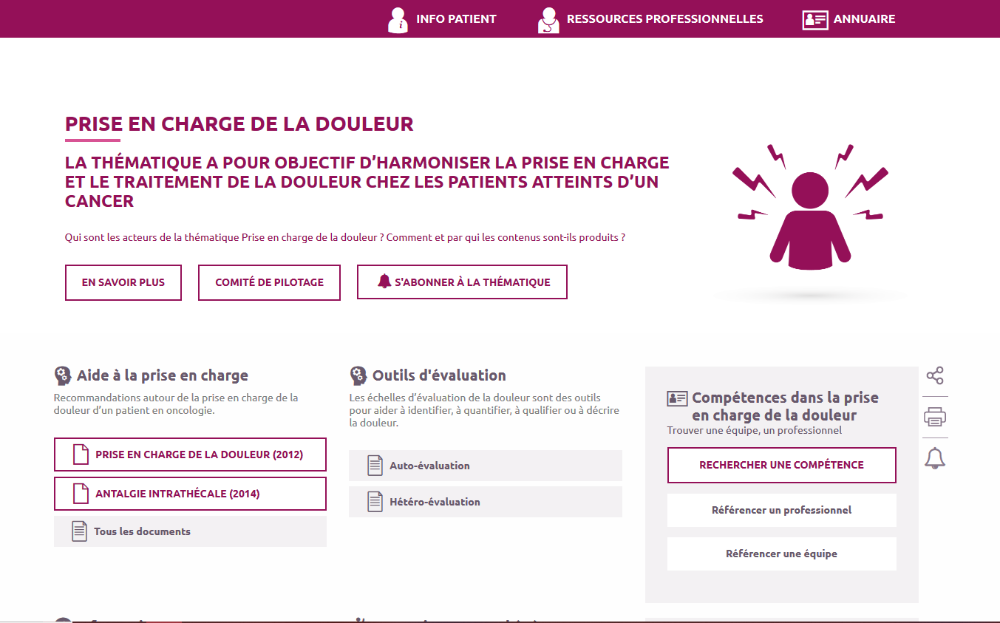 INFO PATIENT
RESSOURCES PROFESSIONNELLES
ANNUAIRE
PRISE EN CHARGE DE LA DOULEUR
LA THÉMATIQUE A POUR OBJECTIF D’HARMONISER LA PRISE EN CHARGE
ET LE TRAITEMENT DE LA DOULEUR CHEZ LES PATIENTS ATTEINTS D’UN
CANCER
Qui sont les acteurs de la thématique Prise en charge de la douleur ? Comment et par qui les contenus sont-ils produits ?
EN SAVOIR PLUS
COMITÉ DE PILOTAGE
S'ABONNER À LA THÉMATIQUE
Aide à la prise en charge
Recommandations autour de la prise en charge de la
douleur d’un patient en oncologie.
PRISE EN CHARGE DE LA DOULEUR (2012)
ANTALGIE INTRATHÉCALE (2014)
Tous les documents
Outils d'évaluation
Les échelles d’évaluation de la douleur sont des outils
pour aider à identifier, à quantifier, à qualifier ou à décrire
la douleur.
Auto-évaluation
Hétéro-évaluation
Compétences dans la prise
en charge de la douleur
Trouver une équipe, un professionnel
RECHERCHER UNE COMPÉTENCE
Référencer un professionnel
Référencer une équipe